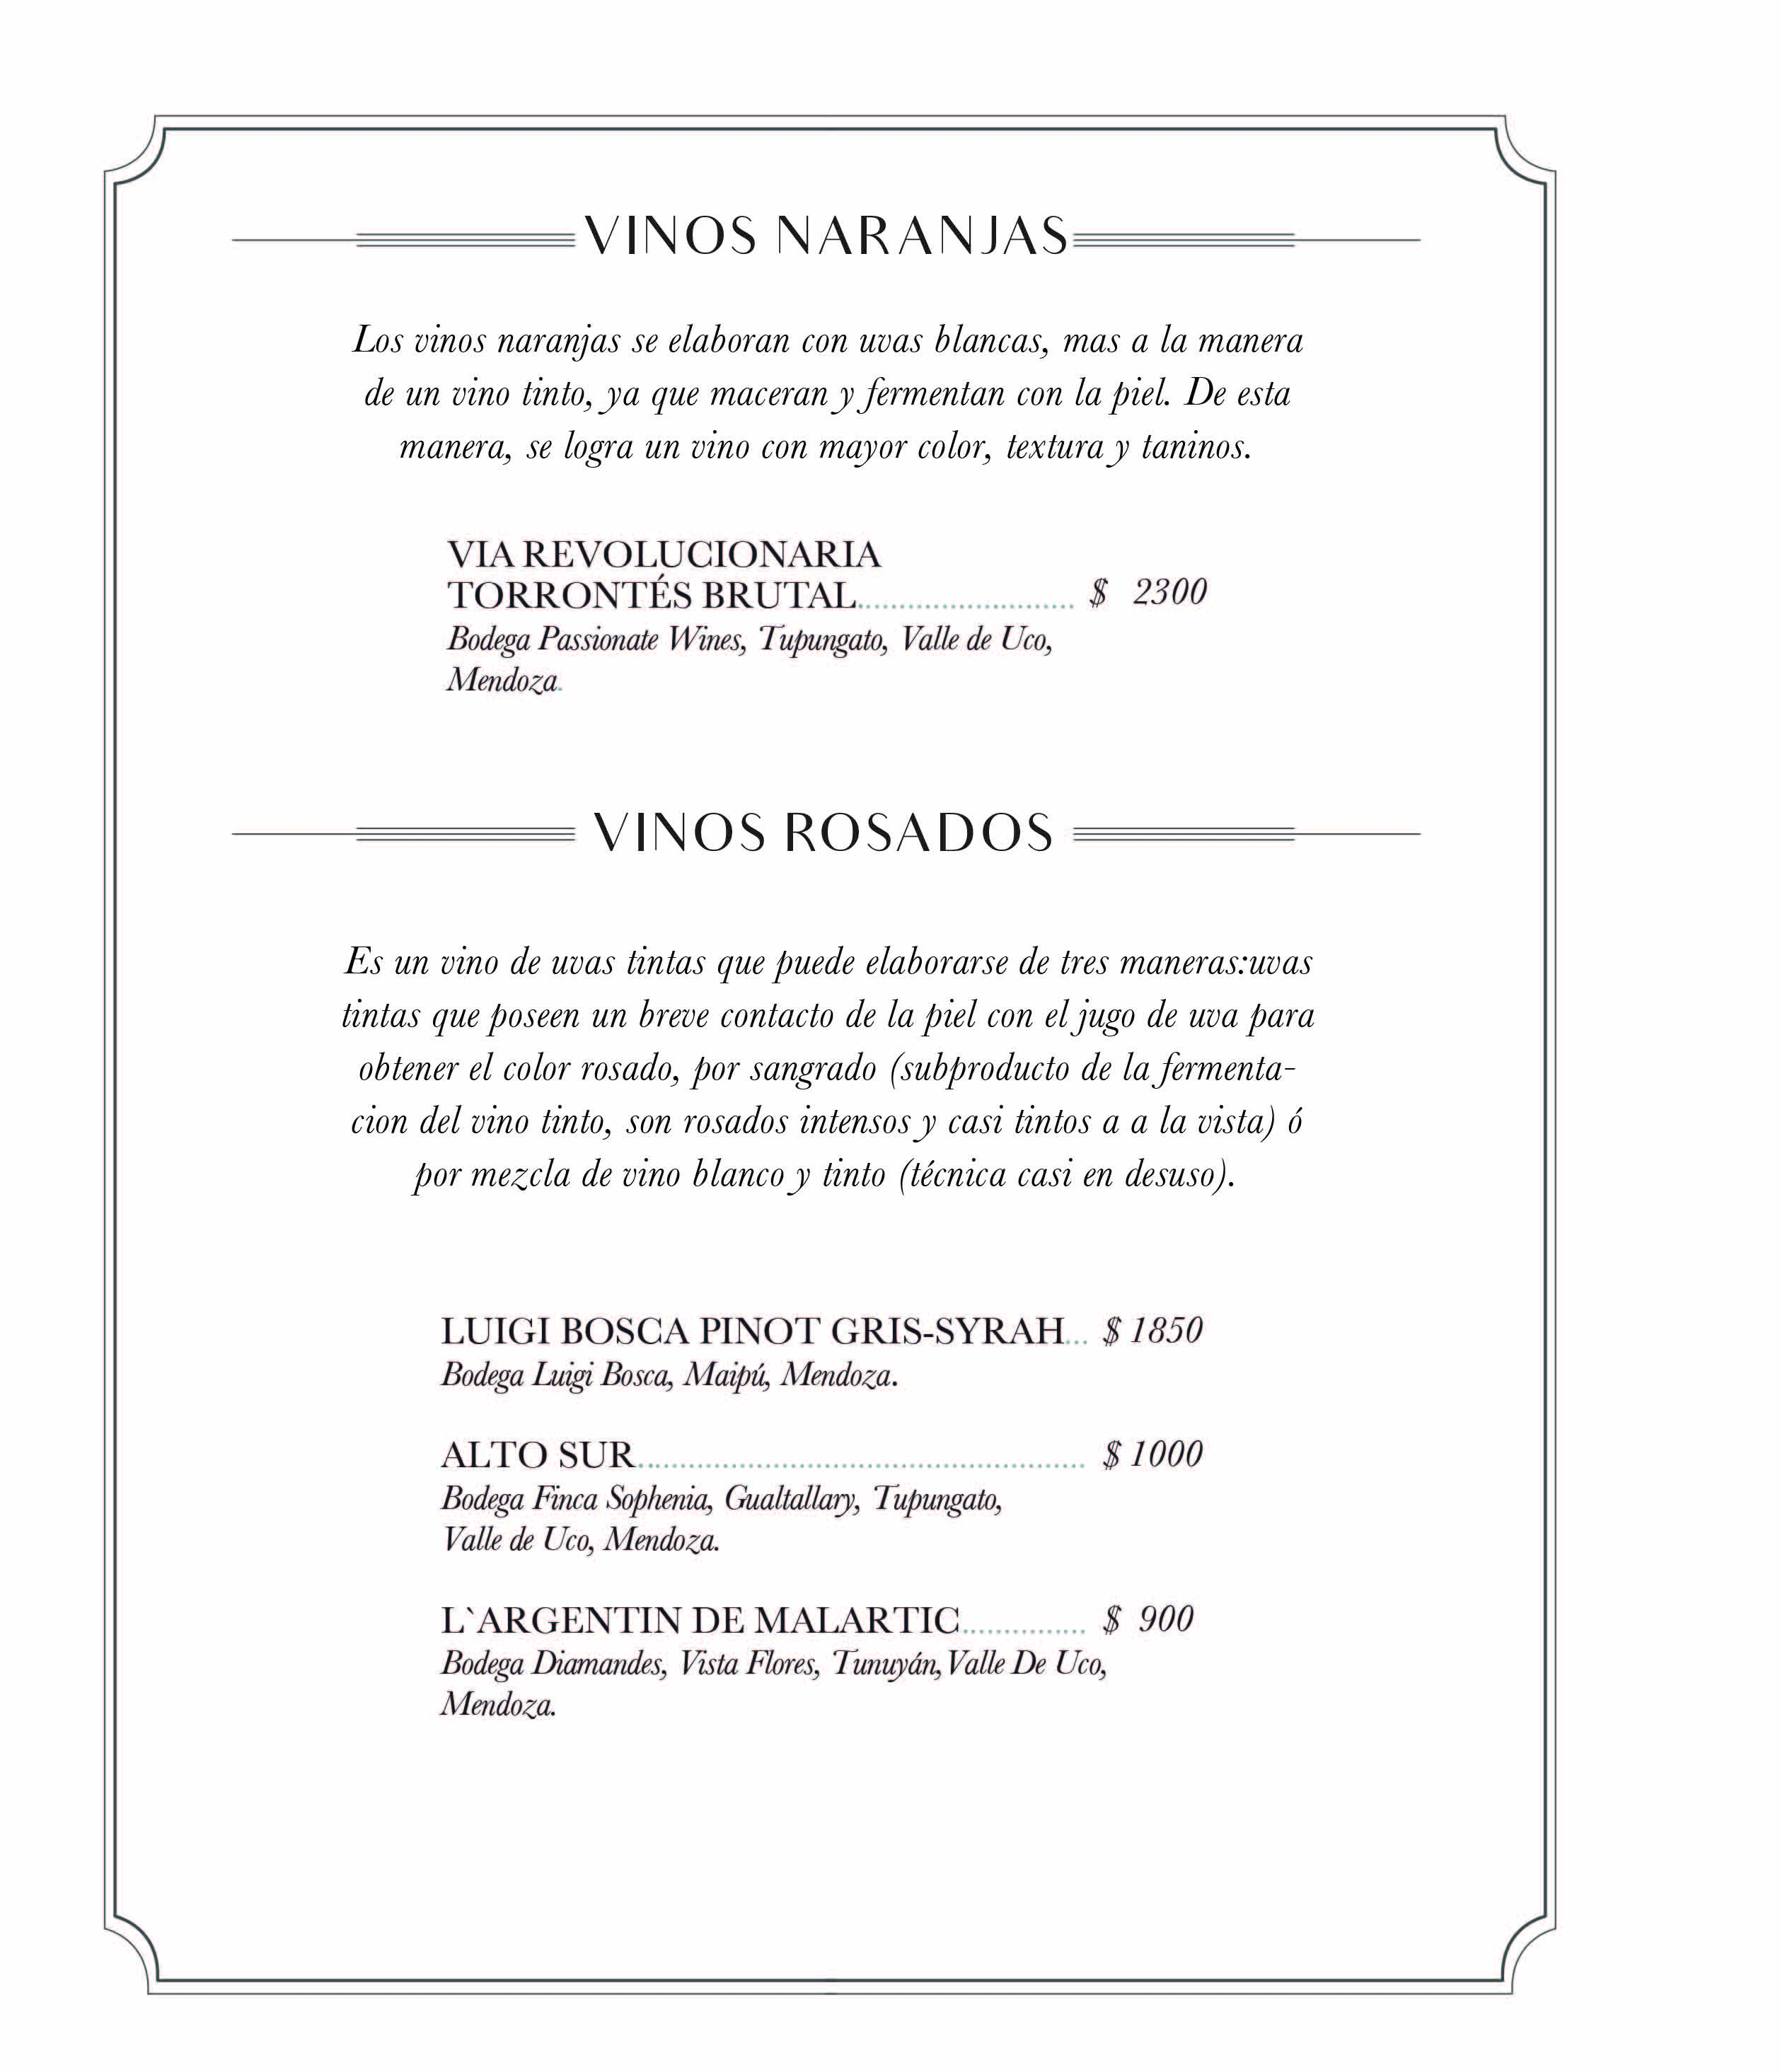 VINOS NARANJAS
Los vinos naranjas se elaboran con uvas blancas, mas a la manera
de un vino tinto, ya que maceran y fermentan con la piel. De esta
manera, se logra un vino con mayor color, textura y taninos.
VIA REVOLUCIONARIA
TORRONTÉS BRUTAL.......................... $ 2300
Bodega Passionate Wines, Tupungato, Valle de Uco,
Mendoza.
VINOS ROSADOS
Es un vino de uvas tintas que puede elaborarse de tres maneras:uvas
tintas que poseen un breve contacto de la piel con el jugo de uva para
obtener el color rosado, por sangrado (subproducto de la fermenta-
cion del vino tinto, son rosados intensos y casi tintos a a la vista) ó
por mezcla de vino blanco y tinto (técnica casi en desuso).
LUIGI BOSCA PINOT GRIS-SYRAH... $ 1850
Bodega Luigi Bosca, Maipú, Mendoza.
ALTO SUR..................................................... $ 1000
Bodega Finca Sophenia, Gualtallary, Tupungato,
Valle de Uco, Mendoza.
L`ARGENTIN DE MALARTIC............... $ 900
Bodega Diamandes, Vista Flores, Tunuyán, Valle De Uco,
Mendoza.